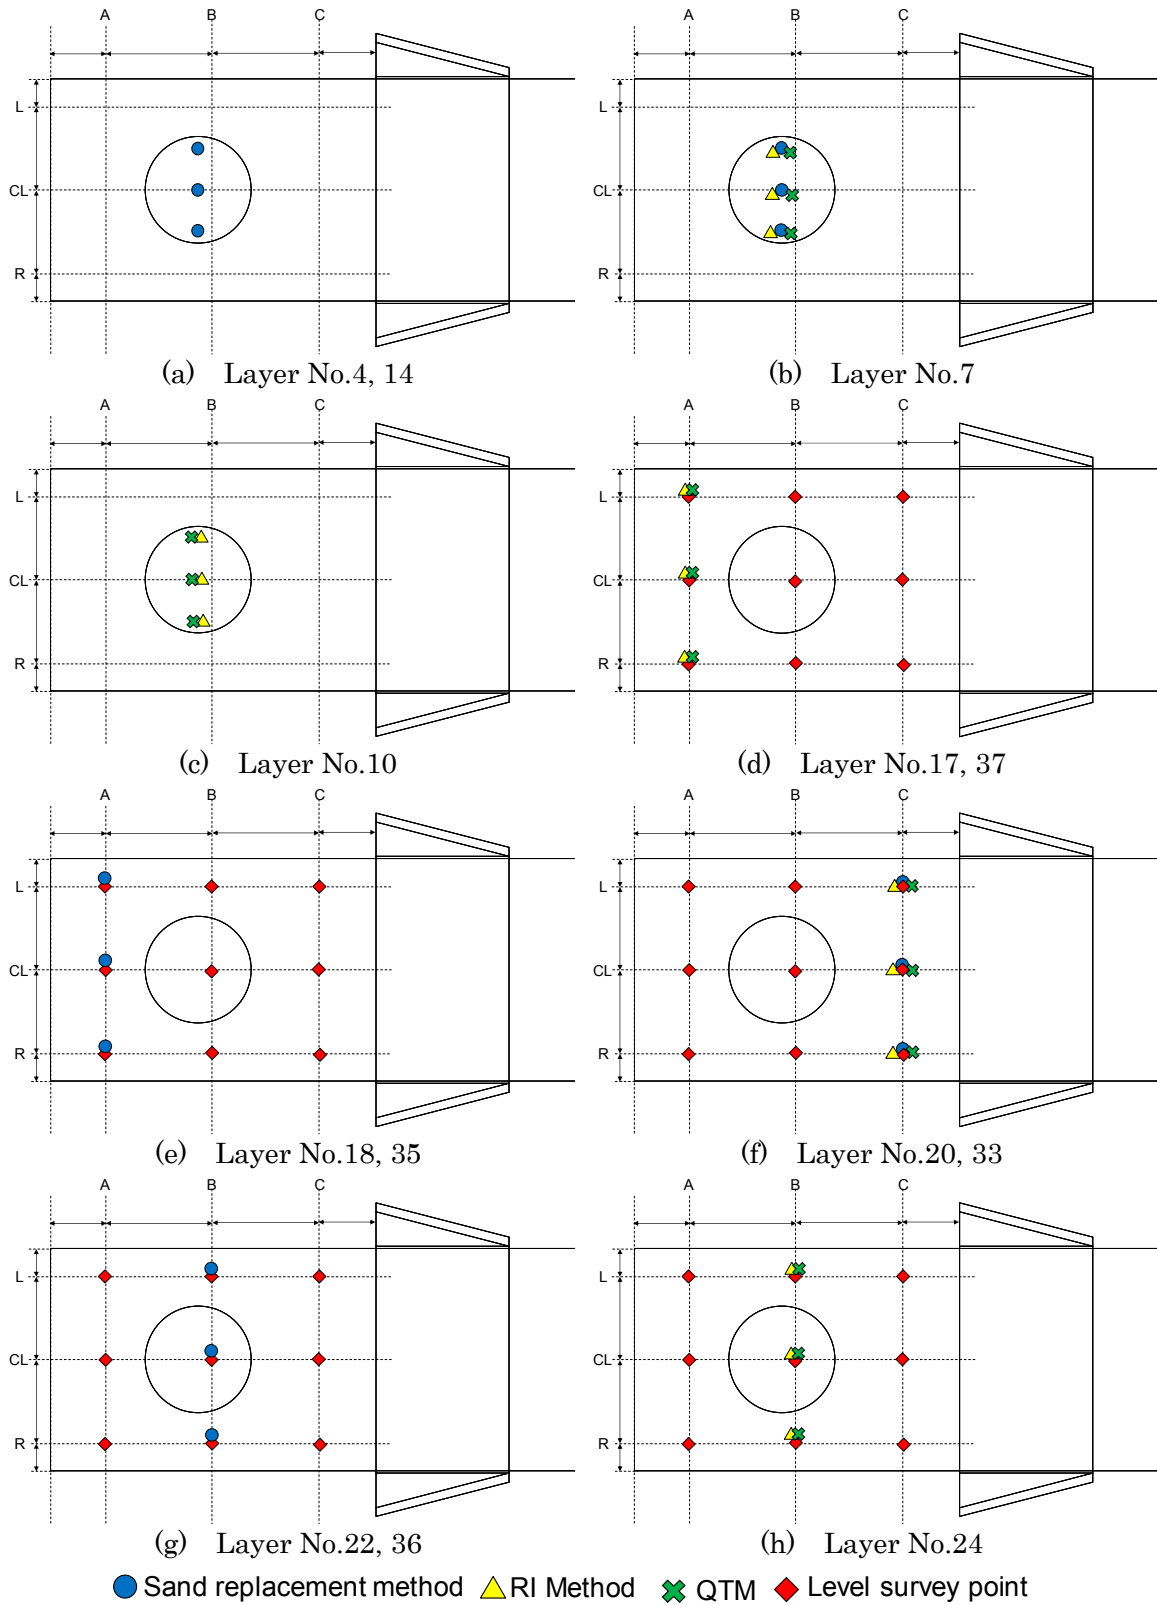 A B C
A B C
L
CL
R
L
CL
R
(a) Layer No.4, 14
(b) Layer No.7
A B C
A B C
L
CL
R
L
CL
R
(c) Layer No.10
(d) Layer No.17, 37
A B C
A B C
L
CL
R
L
CL
R
(e) Layer No.18, 35
(f) Layer No.20, 33
A B C
A B C
L
CL
R
L
CL
R
(g) Layer No.22, 36
(h) Layer No.24
Sand replacement method RI Method QTM Level survey point